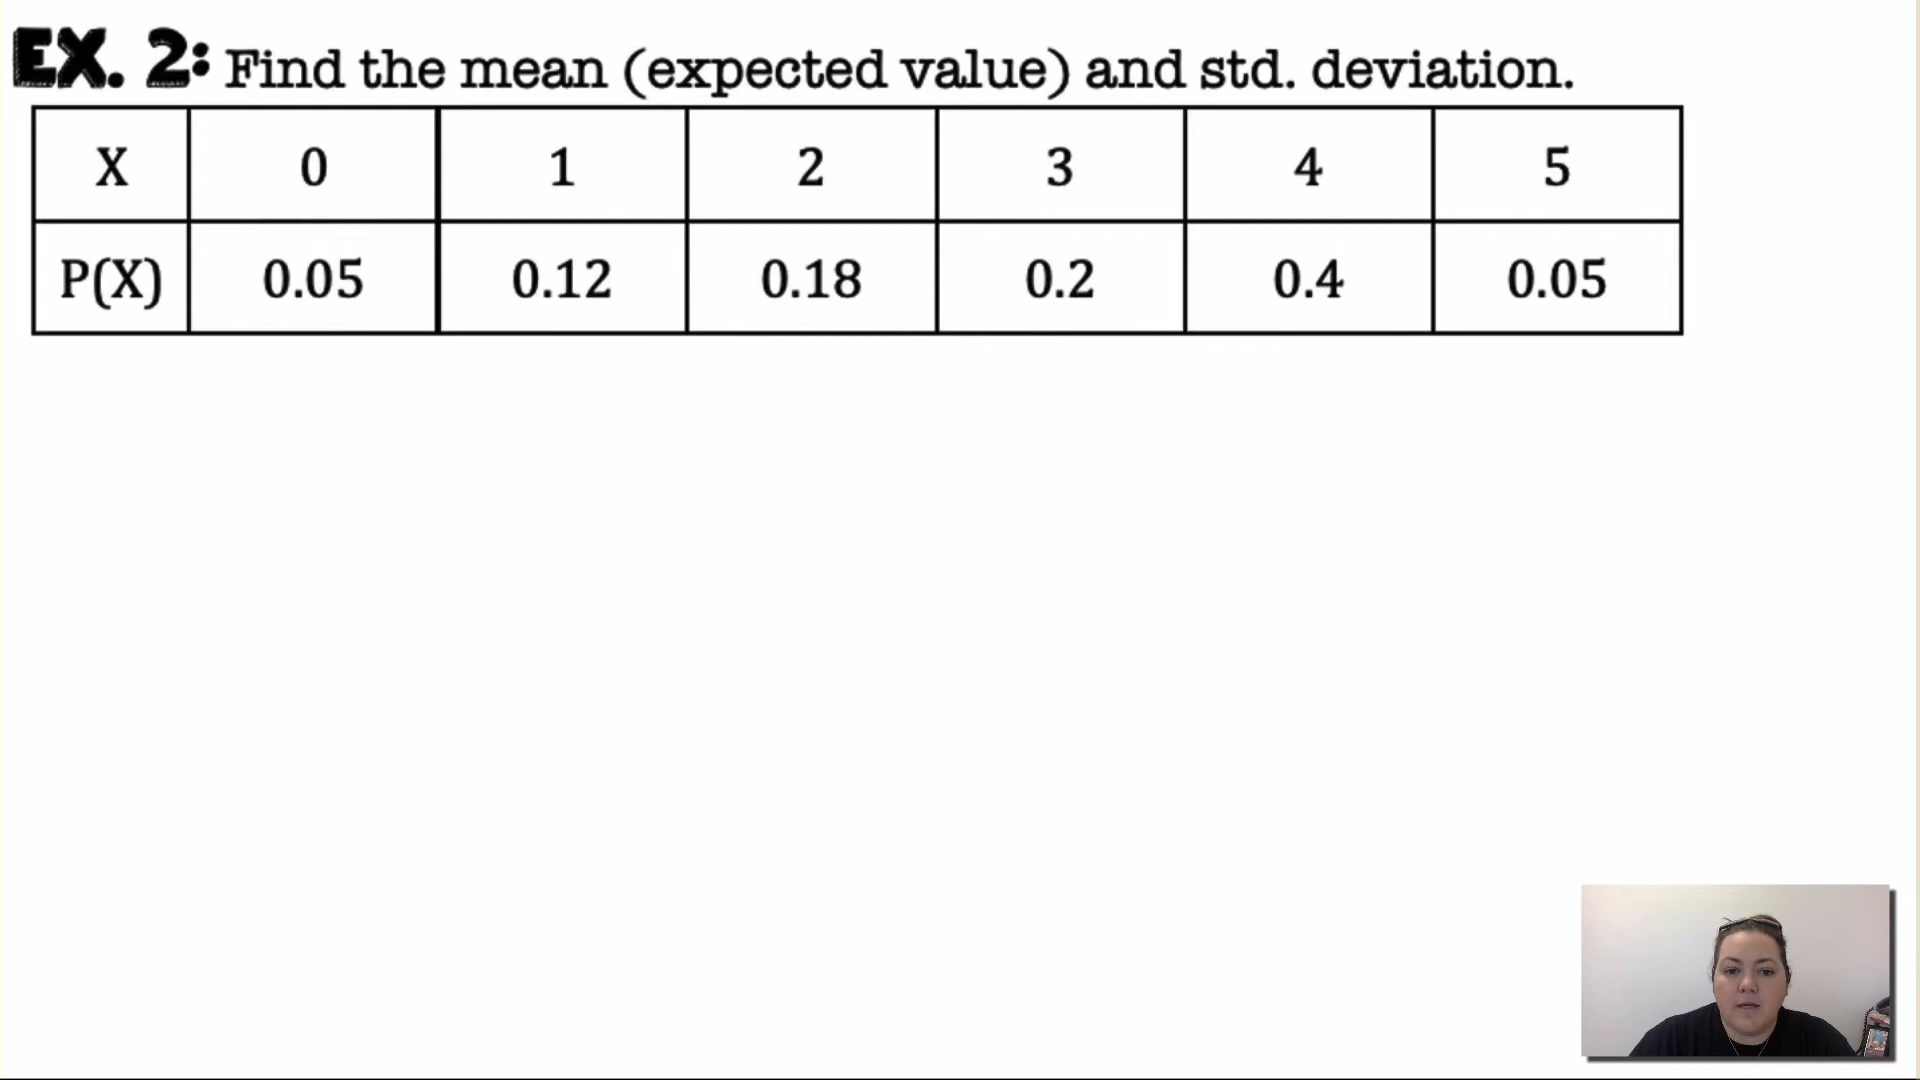 EX. 2: Find the mean (expected value) and std. deviation.
X 0 1 2 3 4 5
P(X) 0.05 0.12 0.18 0.2 0.4 0.05